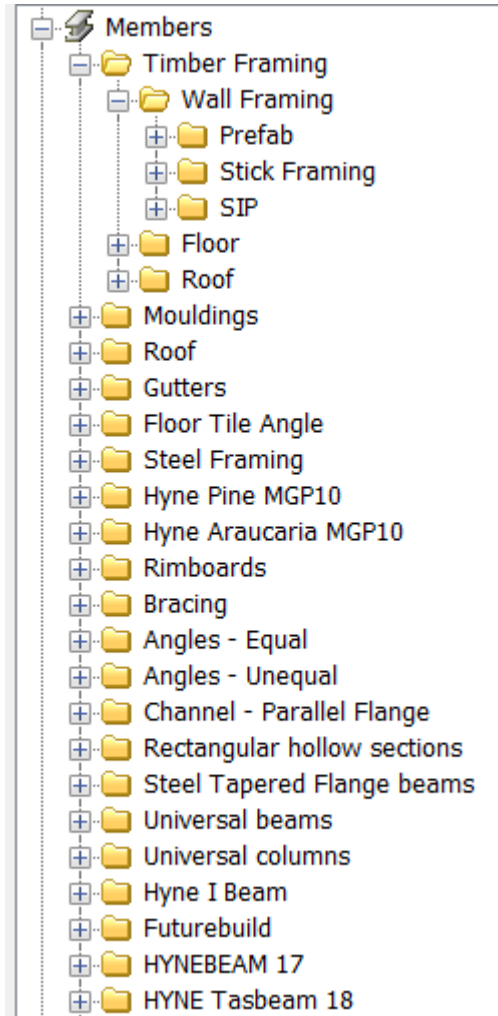 Members
Timber Framing
Wall Framing
Prefab
Stick Framing
SIP
Floor
Roof
Mouldings
Roof
Gutters
Floor Tile Angle
Steel Framing
Hyne Pine MGP10
Hyne Araucaria MGP10
Rimboards
Bracing
Angles - Equal
Angles - Unequal
Channel - Parallel Flange
Rectangular hollow sections
Steel Tapered Flange beams
Universal beams
Universal columns
Hyne I Beam
Futurebuild
HYNEBEAM 17
HYNE Tasbeam 18